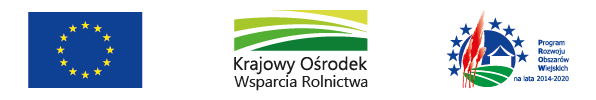 Krajowy Ośrodek
Wsparcia Rolnictwa
Program
Rozwoju
Obszarów
Wiejskich
na lata 2014-2020